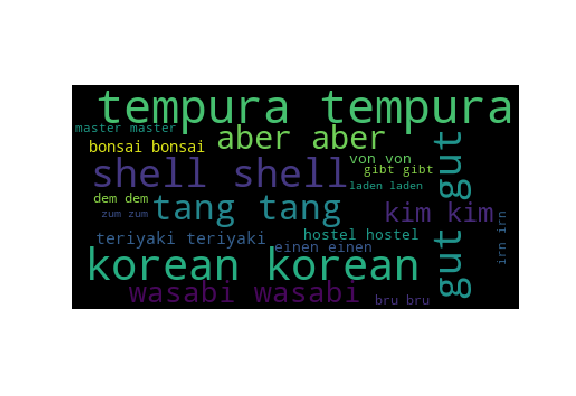 tempura tempura
master master
aber aber
bonsai bonsai
von von
gibt gibt
shell shell
laden laden
dem dem
tang tang
kim kim
zum zum
gut gut
hostel hostel
teriyaki teriyaki
einen einen
irn irn
korean korean
wasabi wasabi
bru bru